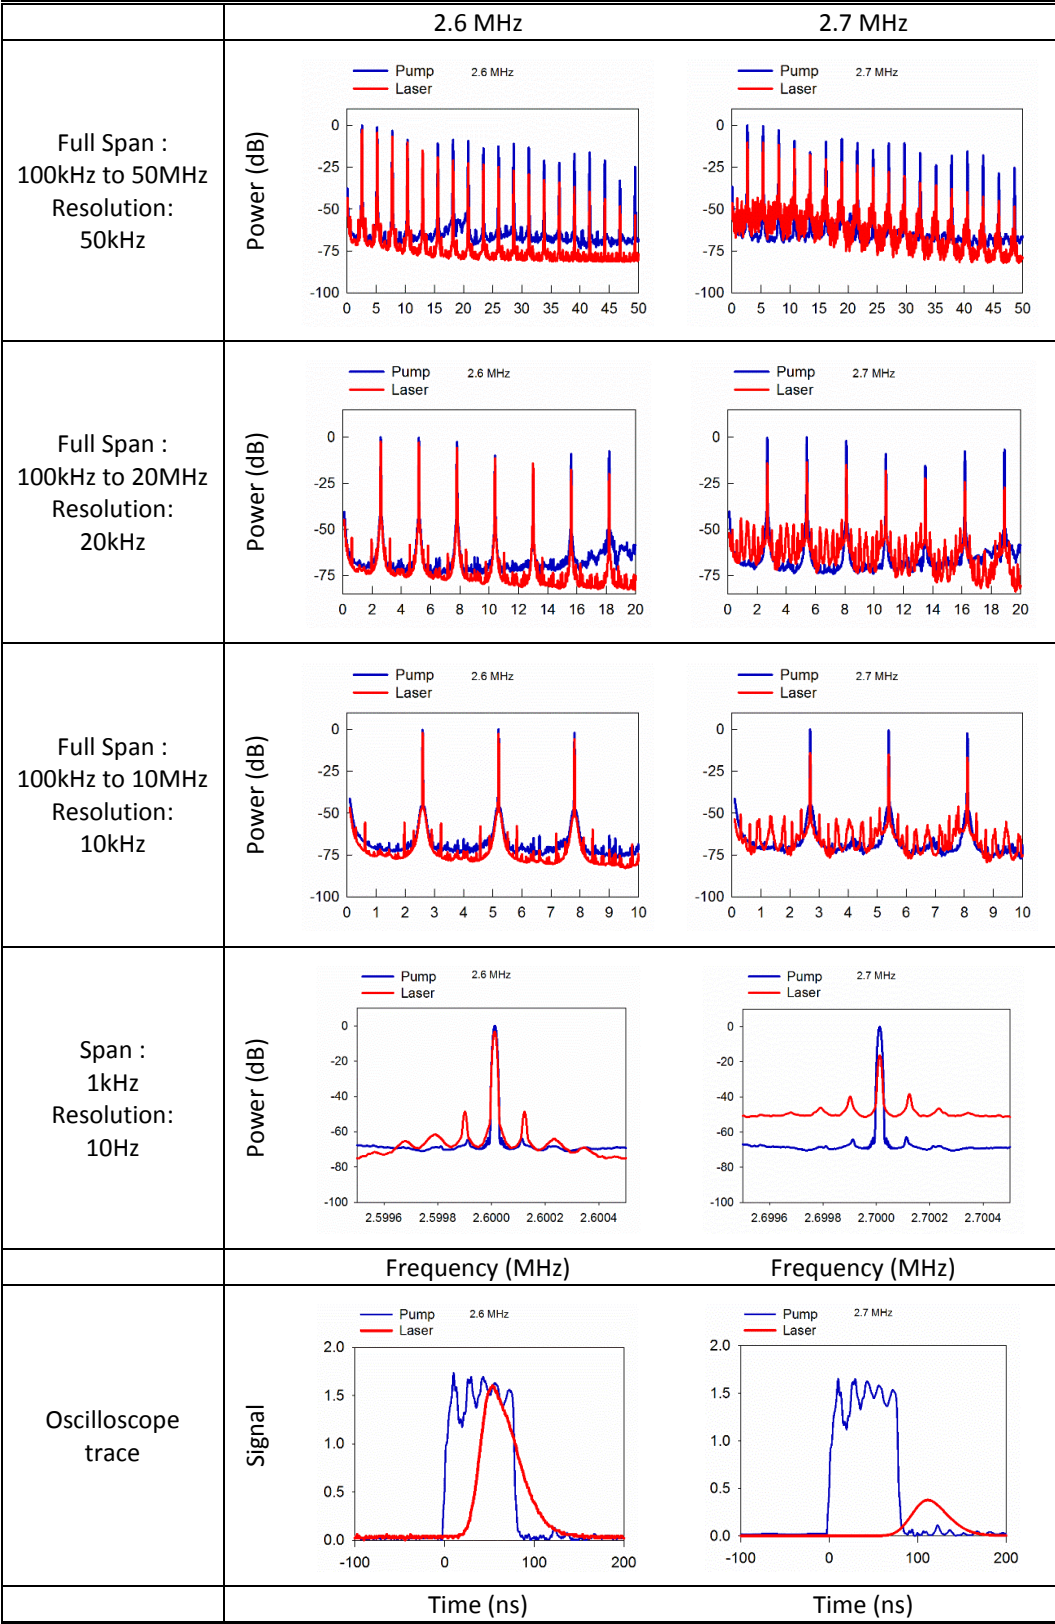 2.6 MHz 2.7 MHz
Full Span :
100kHz to 50MHz
Resolution:
50kHz
Power (dB)
Pump 2.6 MHz
Laser
0
-25
-50
-75
-100
0 5 10 15 20 25 30 35 40 45 50
Pump 2.7 MHz
Laser
0
-25
-50
-75
-100
0 5 10 15 20 25 30 35 40 45 50
Full Span :
100kHz to 20MHz
Resolution:
20kHz
Power (dB)
Pump 2.6 MHz
Laser
0
-25
-50
-75
0 2 4 6 8 10 12 14 16 18 20
Pump 2.7 MHz
Laser
0
-25
-50
-75
0 2 4 6 8 10 12 14 16 18 20
Full Span :
100kHz to 10MHz
Resolution:
10kHz
Power (dB)
Pump 2.6 MHz
Laser
0
-25
-50
-75
-100
0 1 2 3 4 5 6 7 8 9 10
Pump 2.7 MHz
Laser
0
-25
-50
-75
-100
0 1 2 3 4 5 6 7 8 9 10
Span :
1kHz
Resolution:
10Hz
Power (dB)
Pump 2.6 MHz
Laser
0
-20
-40
-60
-80
-100
2.5996 2.5998 2.6000 2.6002 2.6004
Pump 2.7 MHz
Laser
0
-20
-40
-60
-80
-100
2.6996 2.6998 2.7000 2.7002 2.7004
Frequency (MHz) Frequency (MHz)
Oscilloscope
trace
Signal
Pump 2.6 MHz
Laser
2.0
1.5
1.0
0.5
0.0
-100 0 100 200
Pump 2.7 MHz
Laser
2.0
1.5
1.0
0.5
0.0
-100 0 100 200
Time (ns) Time (ns)